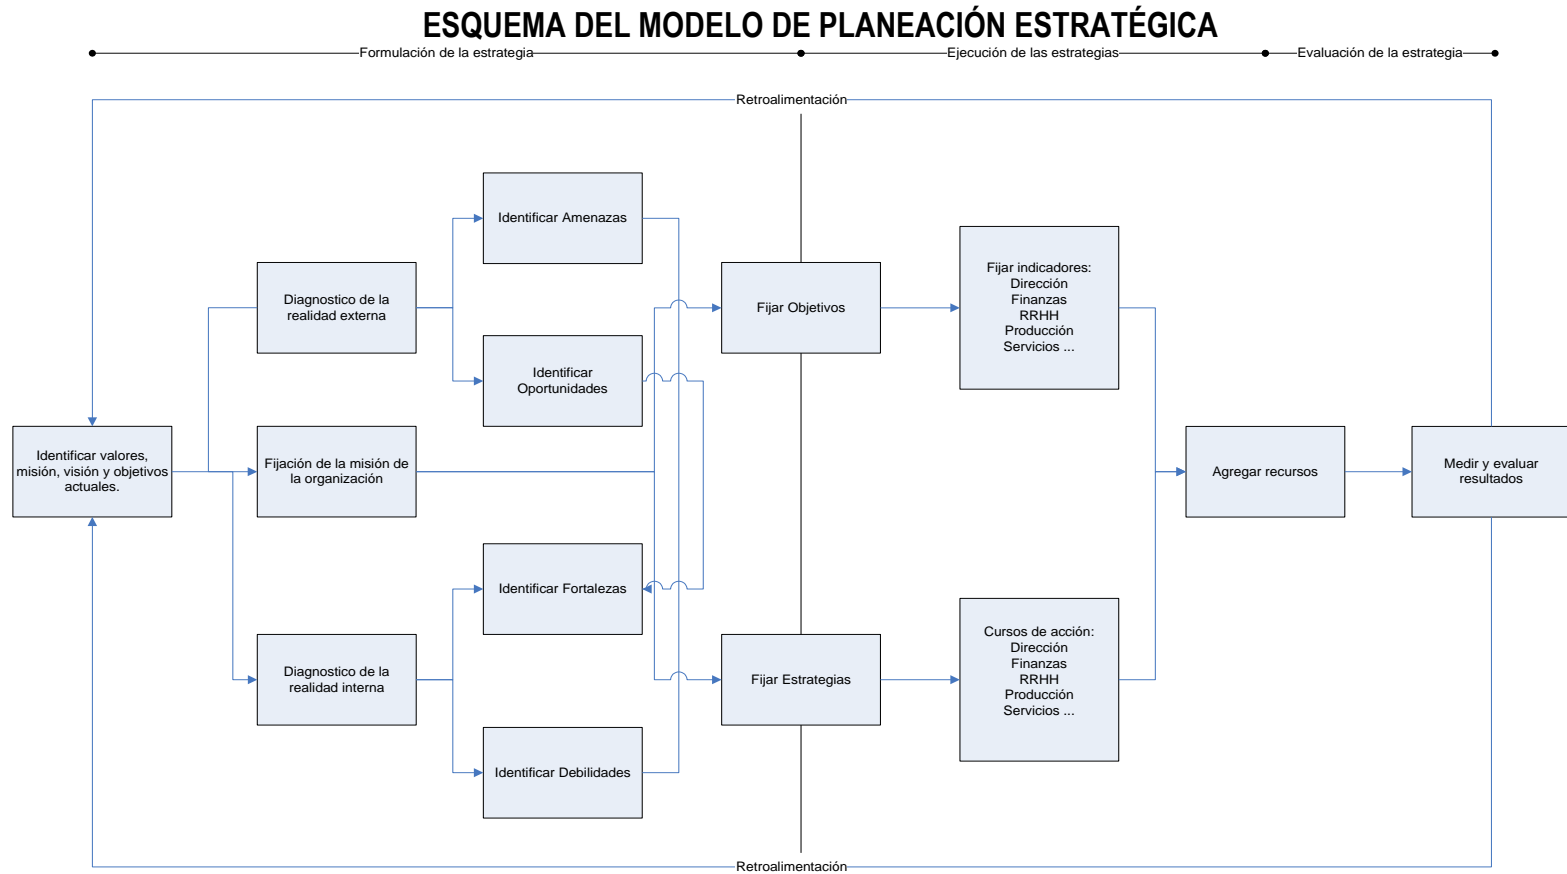 ESQUEMA DEL MODELO DE PLANEACIÓN ESTRATÉGICA
Formulación de la estrategia
Ejecución de las estrategias
Evaluación de la estrategia
Retroalimentación
Identificar valores,
misión, visión y objetivos
actuales.
Diagnostico de la
realidad externa
Fijación de la misión de
la organización
Diagnostico de la
realidad interna
Identificar Amenazas
Identificar
Oportunidades
Identificar Fortalezas
Identificar Debilidades
Fijar Objetivos
Fijar Estrategias
Fijar indicadores:
Dirección
Finanzas
RRHH
Producción
Servicios ...
Cursos de acción:
Dirección
Finanzas
RRHH
Producción
Servicios ...
Agregar recursos
Medir y evaluar
resultados
Retroalimentación